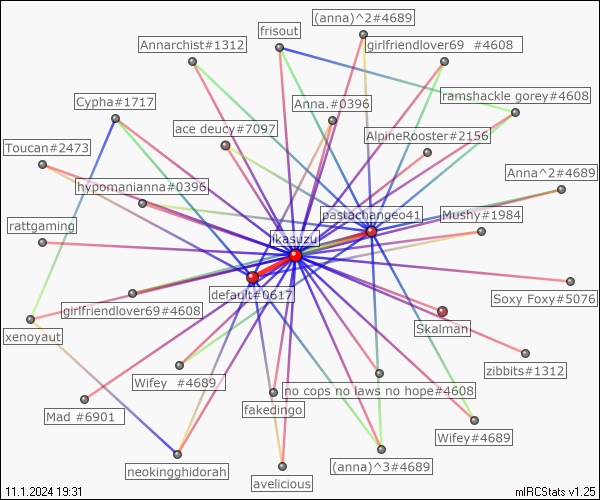 (anna)^2#4689
frisout
Annarchist#1312
girlfriendlover69 #4608
ramshackle gorey#4608
Cypha#1717
Anna.#0396
ace deucy#7097
AlpineRooster#2156
Toucan#2473
Anna^2#4689
hypomanianna#0396
pastachangeo41
Mushy#1984
rattgaming
ikasuzu
default#0617
Soxy Foxy#5076
girlfriendlover69#4608
Skalman
xenoyaut
zibbits#1312
Wifey #4689
no cops no laws no hope#4608
Mad #6901
fakedingo
Wifey#4689
neokingghidorah
(anna)^3#4689
avelicious
11.1.2024 19:31
mIRCStats v1.25